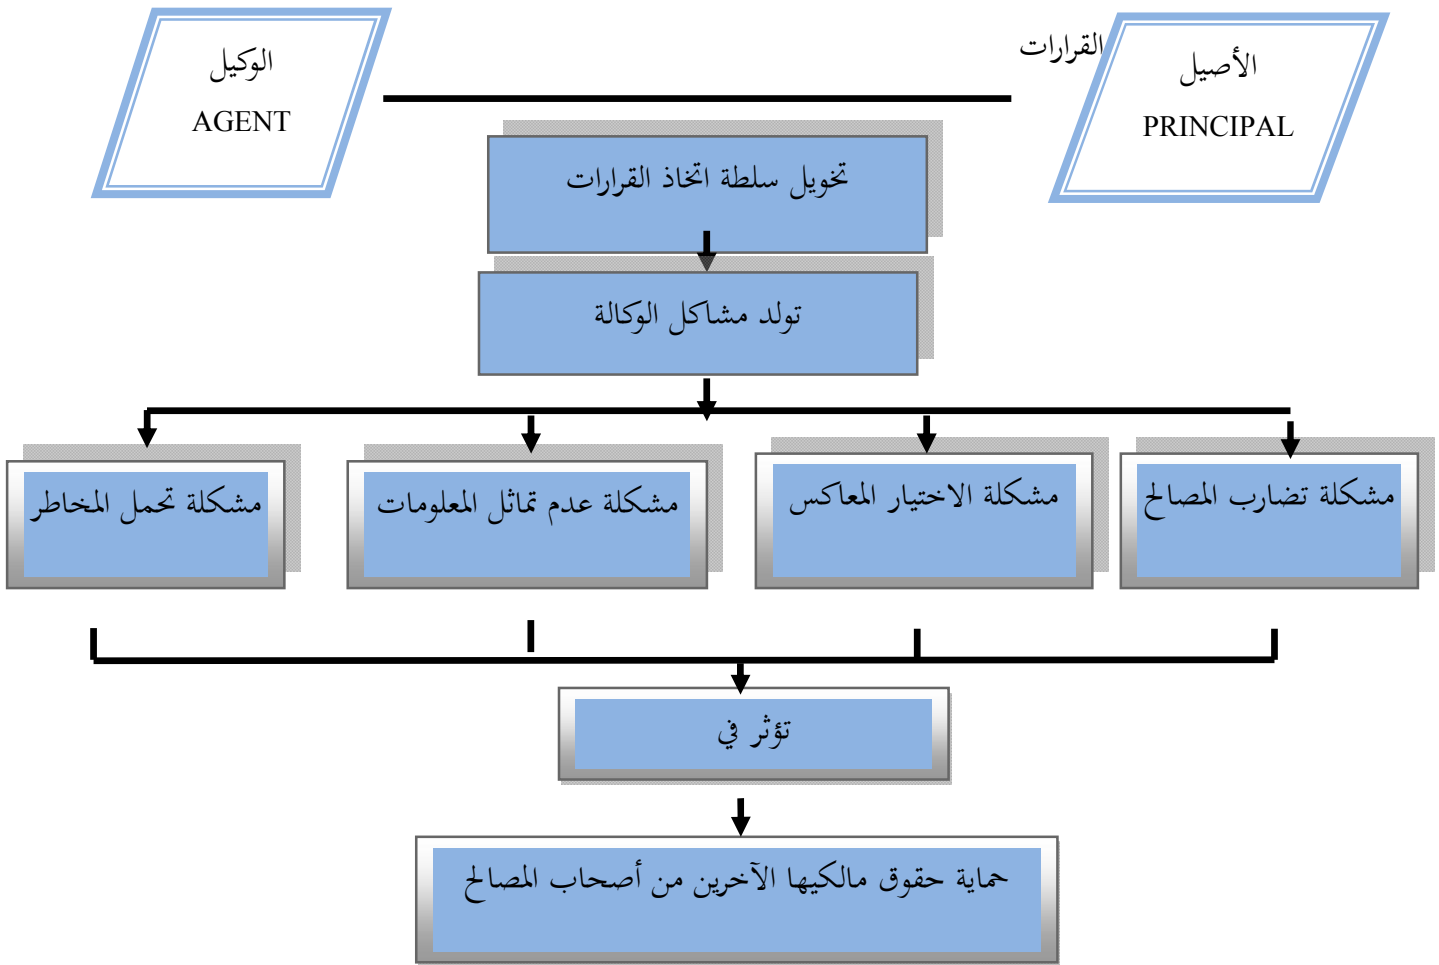 القرارات
الأصيل
PRINCIPAL
الوكيل
AGENT
تخويل سلطة اتخاذ القرارات
تولد مشاكل الوكالة
مشكلة تضارب المصالح
مشكلة الاختيار المعاكس
مشكلة عدم تماثل المعلومات
مشكلة تحمل المخاطر
تؤثر في
حماية حقوق مالكيها الآخرين من أصحاب المصالح